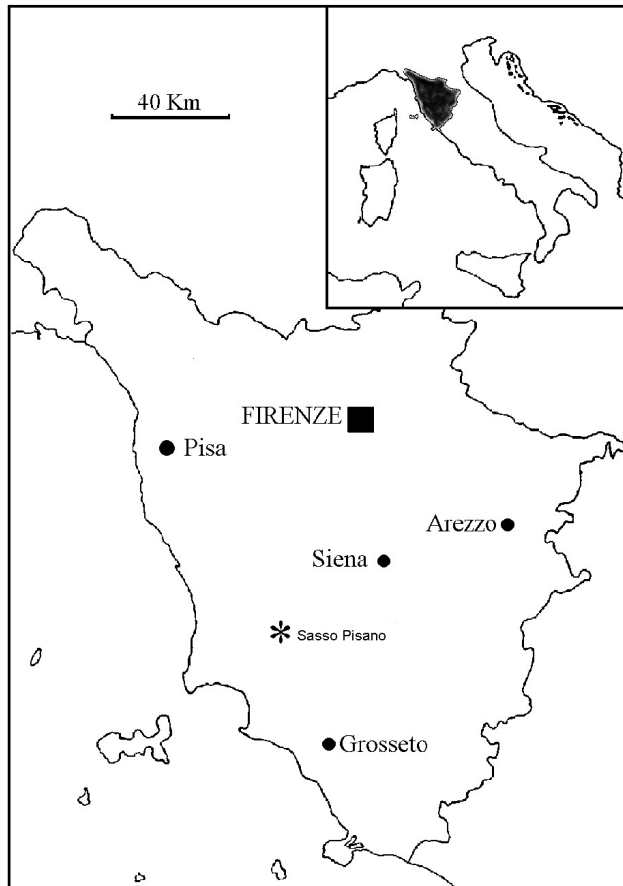 40 Km
FIRENZE
Pisa
Arezzo
Siena
Sasso Pisano
Grosseto